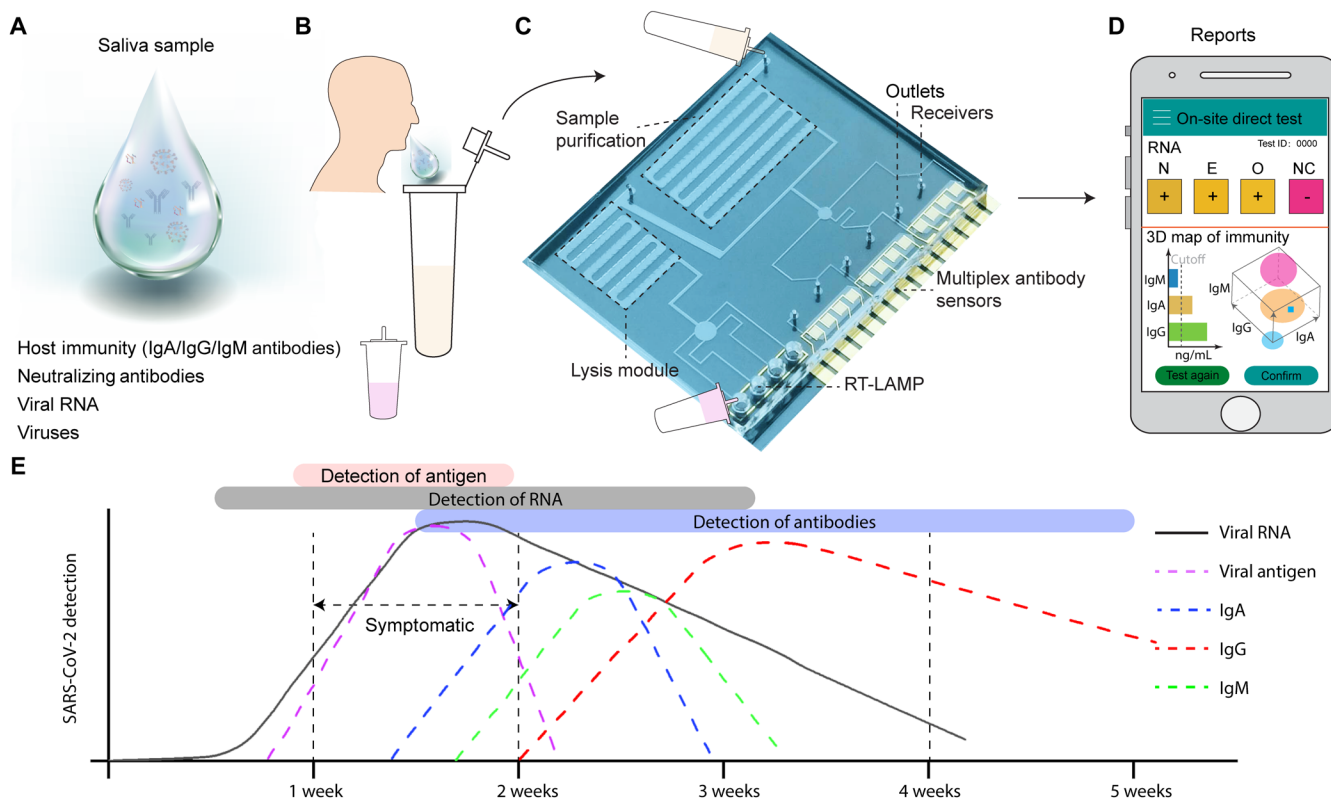 A
Saliva sample
Host immunity (IgA/IgG/IgM antibodies)
Neutralizing antibodies
Viral RNA
Viruses
B
C
Sample
purification
Outlets
Receivers
Multiplex antibody
sensors
Lysis module
RT-LAMP
D
Reports
On-site direct test
RNA
Test ID: 0000
N E O NC
+ + + -
3D map of immunity
Cutoff
IgM
IgA
IgG
ng/mL
IgM
IgG
IgA
Test again
Confirm
E
Detection of antigen
Detection of RNA
Detection of antibodies
SARS-CoV-2 detection
Symptomatic
Viral RNA
Viral antigen
IgA
IgG
IgM
1 week
2 weeks
3 weeks
4 weeks
5 weeks